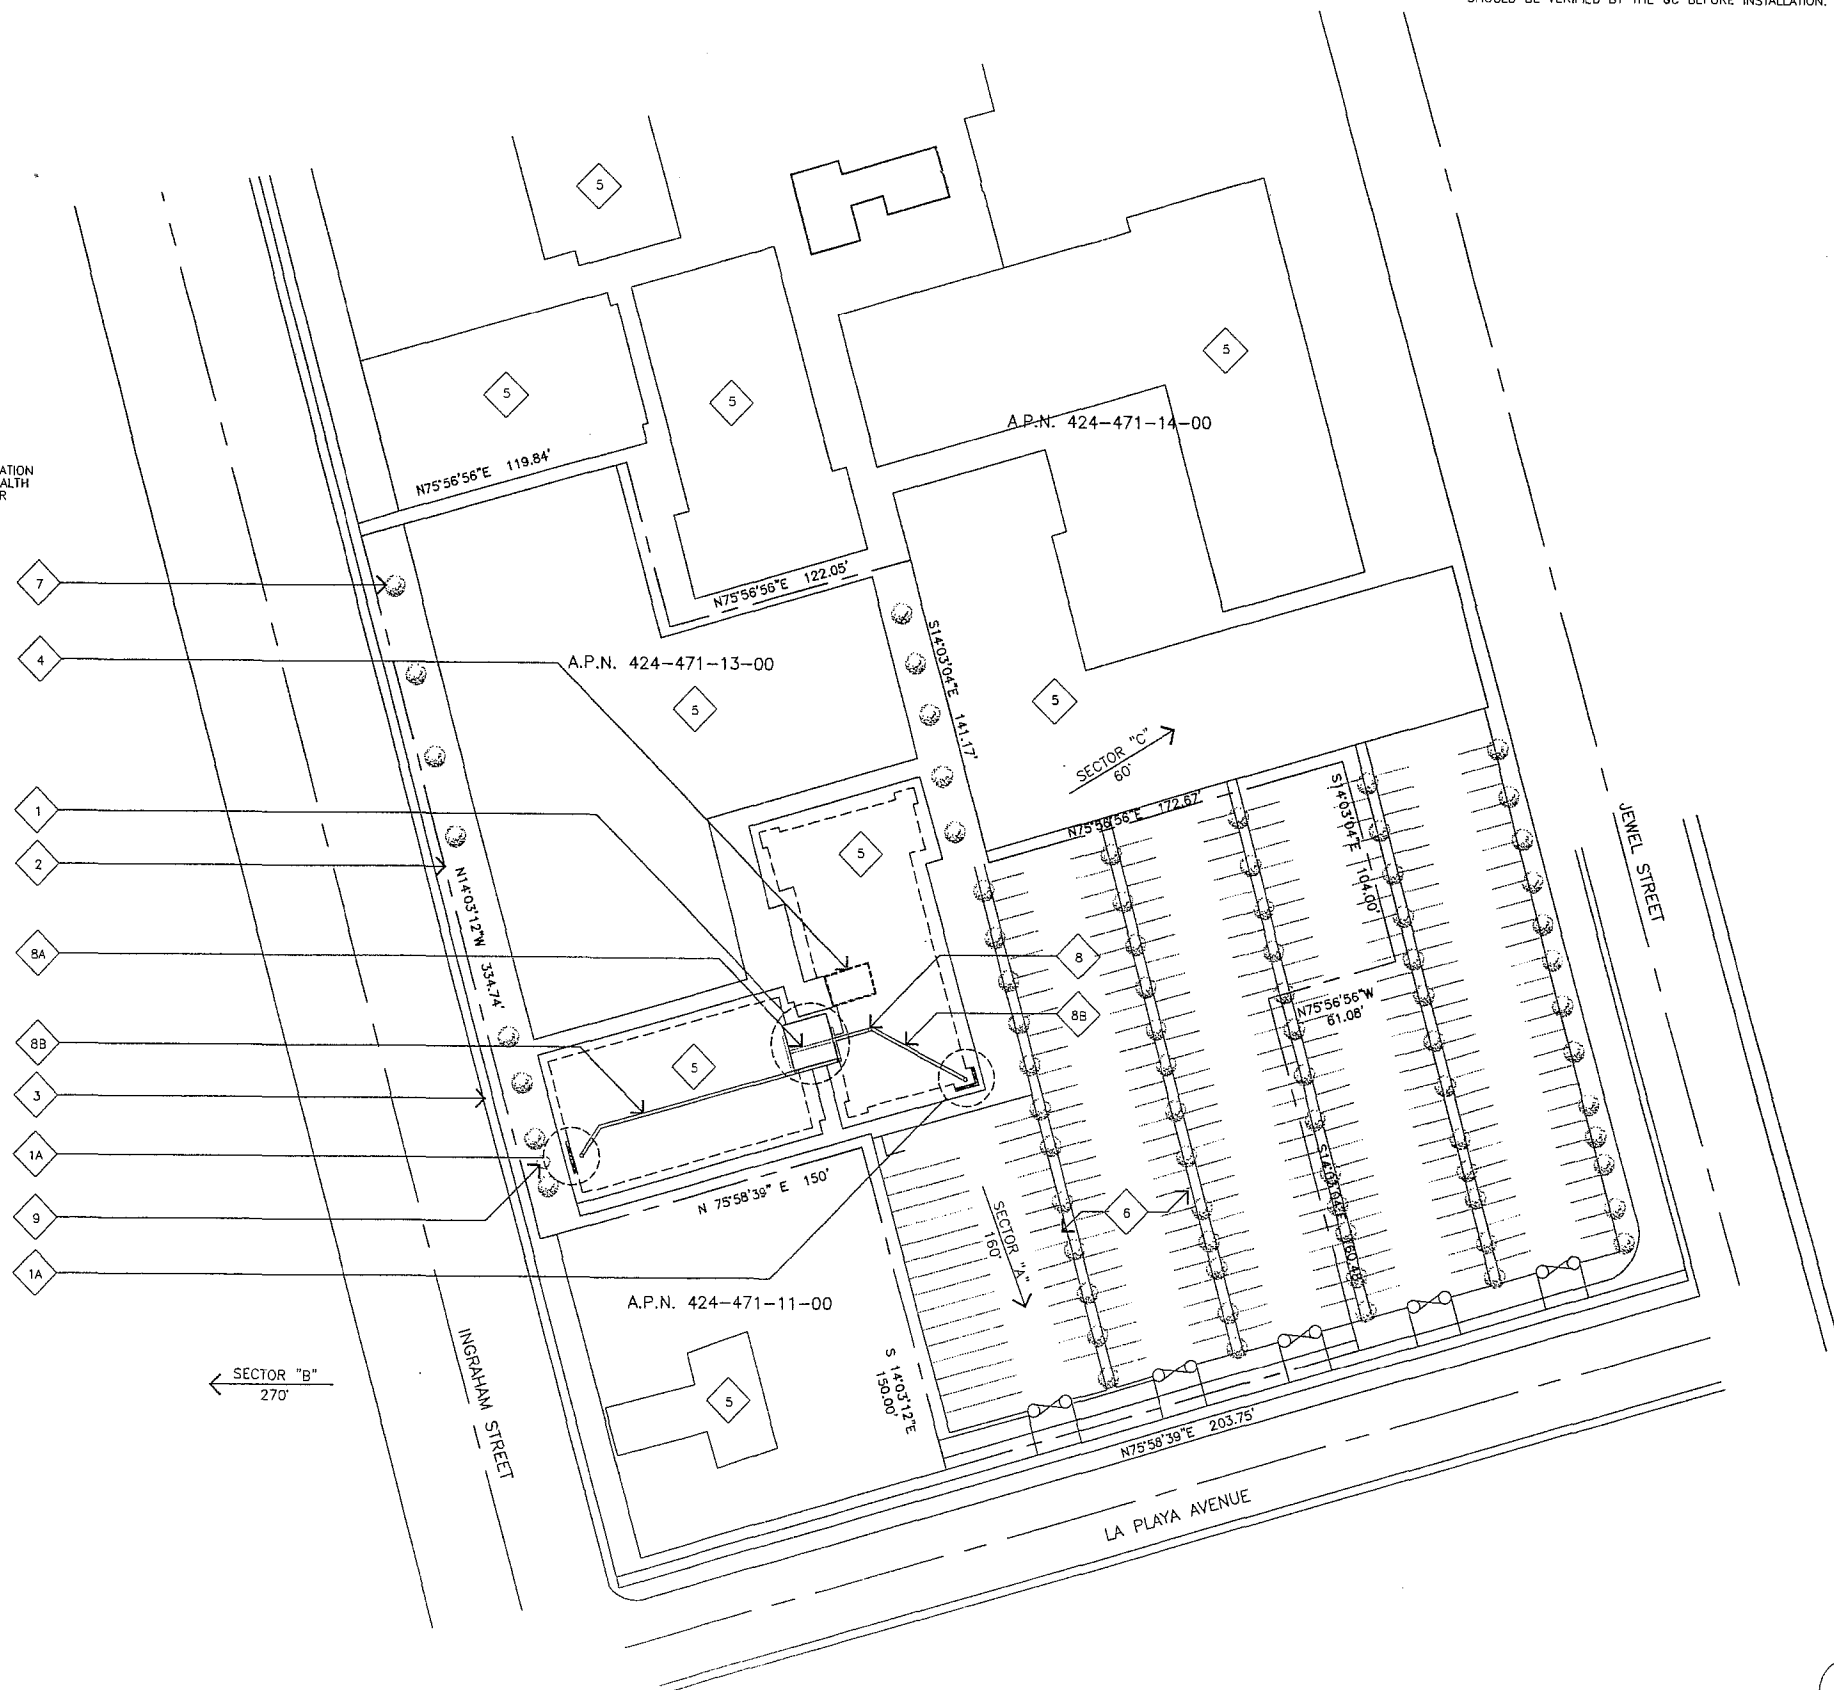 SHOULD BE VERIFIED BY THE GC BEFORE INSTALLATION.
5
5
A.P.N. 424-471-14-00
5
5
N75°56'56"E 119.84'
ATION
ALTH
R
7
N75°56'56"E 122.05'
S14°03'04"E 141.17'
4
A.P.N. 424-471-13-00
5
5
SECTOR "C"
60'
N75°56'56"E 172.67'
S14°03'04"E 104.00'
JEWEL STREET
1
2
5
N14°03'12"W 334.74'
8A
8
N75°56'56"W
61.08'
8B
8B
5
3
1A
S14°03'04"E
N 75°58'39" E 150'
SECTOR "A"
160'
6
9
1A
A.P.N. 424-471-11-00
INGRAHAM STREET
SECTOR "B"
270'
S 14°03'12"E
150.00'
5
N75°58'39"E 203.75'
LA PLAYA AVENUE